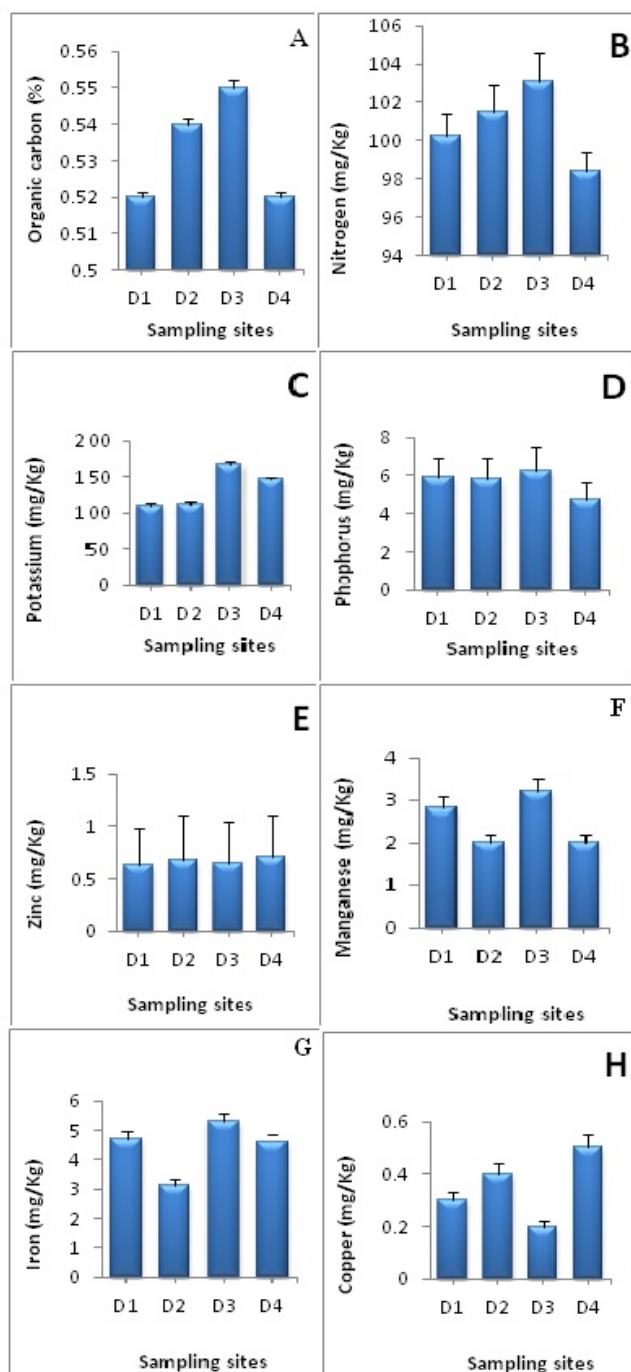 A
Organic carbon (%)
0.56
0.55
0.54
0.53
0.52
0.51
0.5
D1 D2 D3 D4
Sampling sites
B
Nitrogen (mg/Kg)
106
104
102
100
98
96
94
D1 D2 D3 D4
Sampling sites
C
Potassium (mg/Kg)
200
150
100
50
0
D1 D2 D3 D4
Sampling sites
D
Phophorus (mg/Kg)
8
6
4
2
0
D1 D2 D3 D4
Sampling sites
E
Zinc (mg/Kg)
1.5
1
0.5
0
D1 D2 D3 D4
Sampling sites
F
Manganese (mg/Kg)
4
3
2
1
0
D1 D2 D3 D4
Sampling sites
G
Iron (mg/Kg)
6
5
4
3
2
1
0
D1 D2 D3 D4
Sampling sites
H
Copper (mg/Kg)
0.6
0.4
0.2
0
D1 D2 D3 D4
Sampling sites